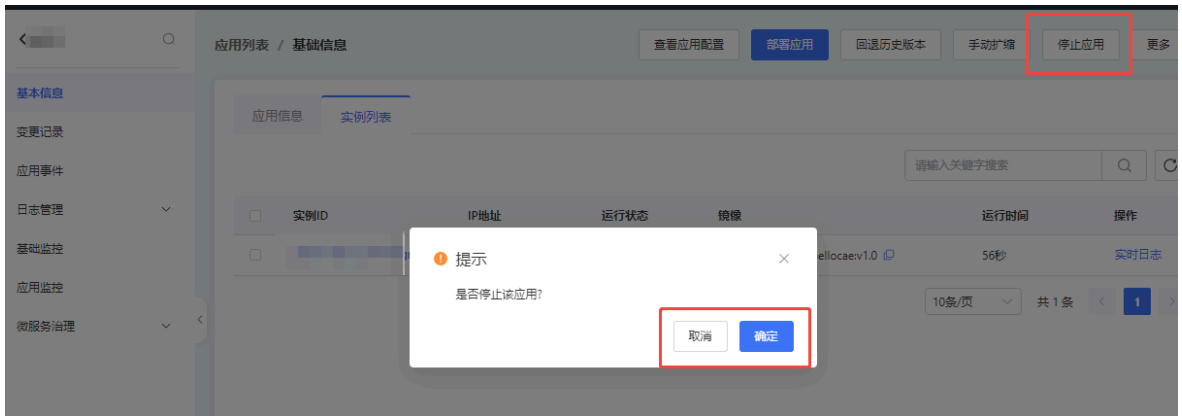 应用列表 / 基础信息
查看应用配置
部署应用
回退历史版本
手动扩缩
停止应用
更多
基本信息
变更记录
应用事件
日志管理
基础监控
应用监控
微服务治理
应用信息
实例列表
请输入关键字搜索
实例ID
IP地址
运行状态
镜像
运行时间
操作
ellocae:v1.0
56秒
实时日志
10条/页
共 1 条
1
提示
是否停止该应用?
取消
确定